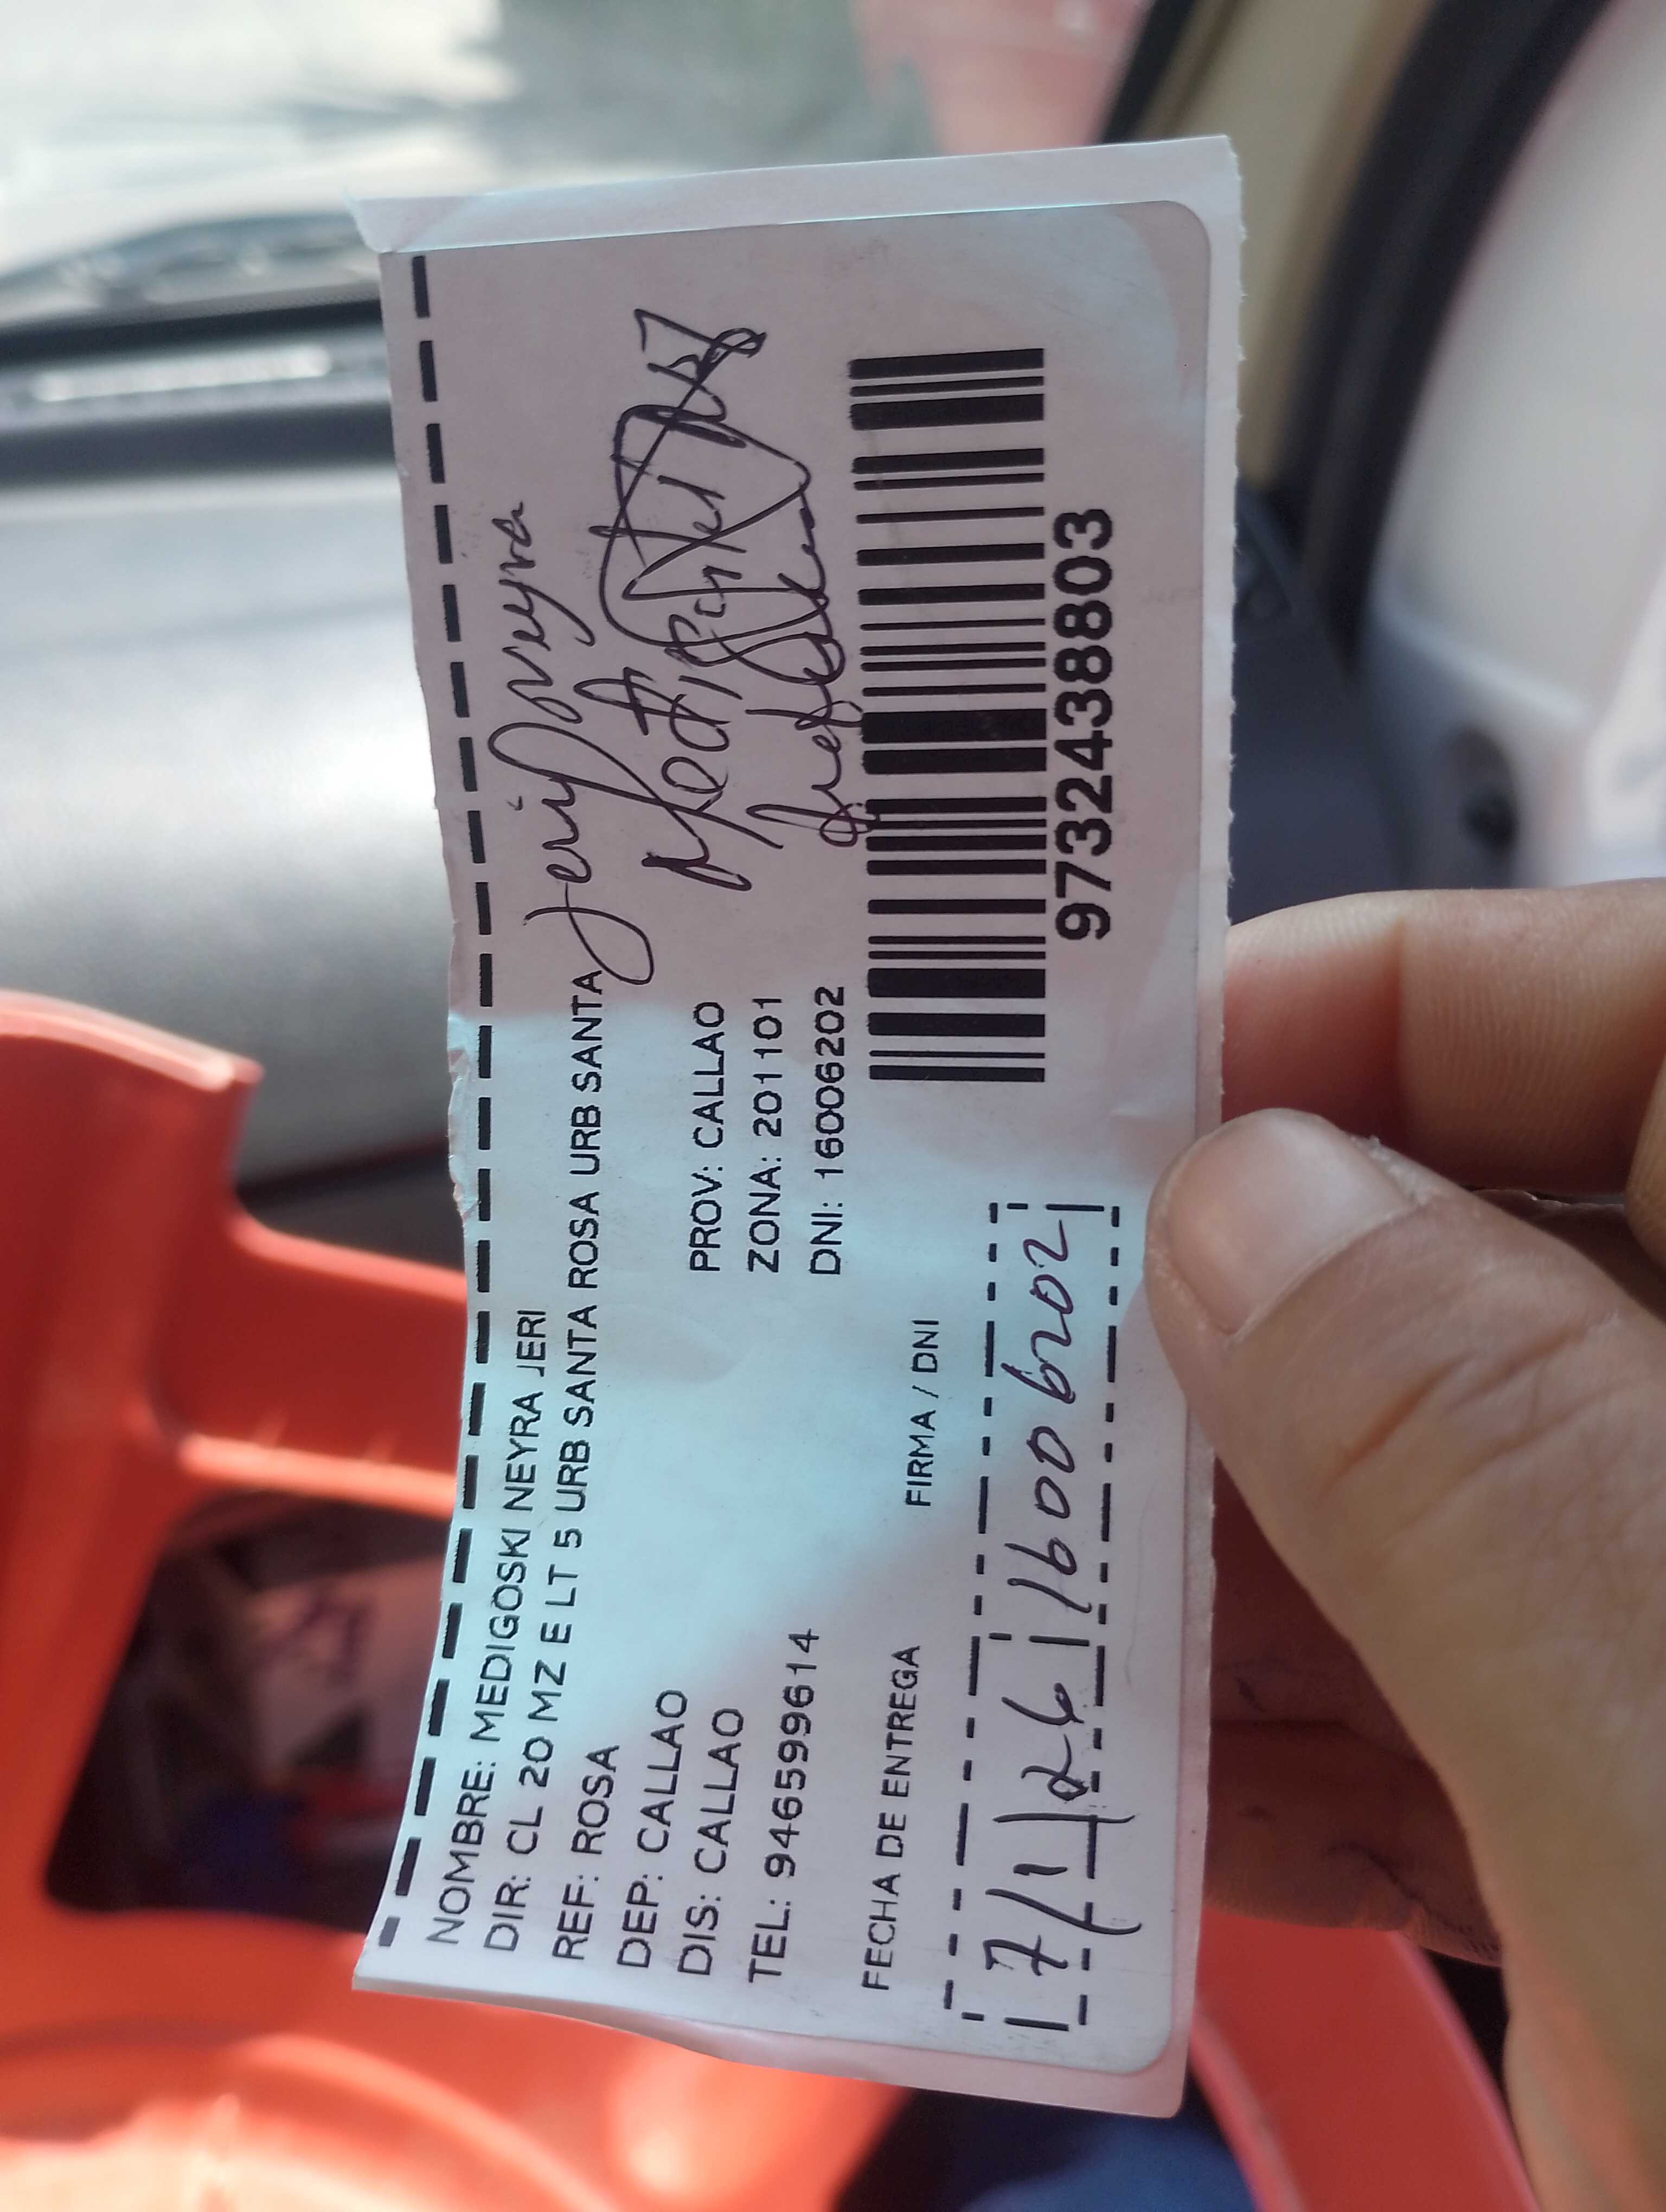 NOMBRE: MEDIGOSKI NEYRA JERI
DIR: CL 20 MZ E LT 5 URB SANTA ROSA URB SANTA
REF: ROSA
DEP: CALLAO PROV: CALLAO
DIS: CALLAO ZONA: 201101
TEL: 946599614 DNI: 16006202
Jeri Neyra
FECHA DE ENTREGA FIRMA / DNI
7/1/26 16006202
9732438803